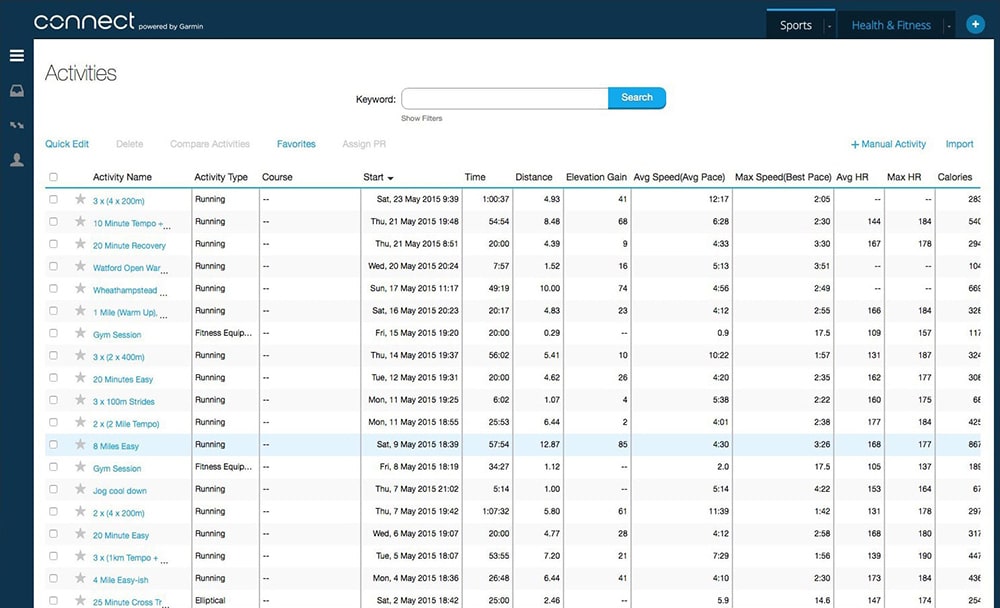 connect powered by Garmin
Sports Health & Fitness +
Activities
Keyword: Search
Show Filters
Quick Edit Delete Compare Activities Favorites Assign PR + Manual Activity Import
Activity Name Activity Type Course Start Time Distance Elevation Gain Avg Speed(Avg Pace) Max Speed(Best Pace) Avg HR Max HR Calories
3 x (4 x 200m) Running -- Sat, 23 May 2015 9:39 1:00:37 4.93 41 12:17 2:05 -- -- 283
10 Minute Tempo +... Running -- Thu, 21 May 2015 19:48 54:54 8.48 68 6:28 2:30 144 184 540
20 Minute Recovery Running -- Thu, 21 May 2015 8:51 20:00 4.39 9 4:33 3:30 167 178 294
Watford Open War... Running -- Wed, 20 May 2015 20:24 7:57 1.52 16 5:13 3:51 -- -- 104
Wheathampstead ... Running -- Sun, 17 May 2015 11:17 49:19 10.00 74 4:56 2:49 -- -- 669
1 Mile (Warm Up), ... Running -- Sat, 16 May 2015 20:23 20:17 4.83 23 4:12 2:55 166 184 328
Gym Session Fitness Equip... -- Fri, 15 May 2015 19:20 20:00 0.29 -- 0.9 17.5 109 157 117
3 x (2 x 400m) Running -- Thu, 14 May 2015 19:37 56:02 5.41 10 10:22 1:57 131 187 324
20 Minutes Easy Running -- Tue, 12 May 2015 19:31 20:00 4.62 26 4:20 2:35 162 177 308
3 x 100m Strides Running -- Mon, 11 May 2015 19:25 6:02 1.07 4 5:38 2:22 160 175 68
2 x (2 Mile Tempo) Running -- Mon, 11 May 2015 18:55 25:53 6.44 2 4:01 2:38 177 184 425
8 Miles Easy Running -- Sat, 9 May 2015 18:39 57:54 12.87 85 4:30 3:26 168 177 867
Gym Session Fitness Equip... -- Fri, 8 May 2015 18:19 34:27 1.12 -- 2.0 17.5 105 137 189
Jog cool down Running -- Thu, 7 May 2015 21:02 5:14 1.00 -- 5:14 4:22 153 164 67
2 x (4 x 200m) Running -- Thu, 7 May 2015 19:42 1:07:32 5.80 61 11:39 1:42 131 178 297
20 Minute Easy Running -- Wed, 6 May 2015 19:07 20:00 4.77 28 4:12 2:58 168 180 317
3 x (1km Tempo + ... Running -- Tue, 5 May 2015 18:07 53:55 7.20 21 7:29 1:56 139 190 447
4 Mile Easy-ish Running -- Mon, 4 May 2015 18:36 26:48 6.44 41 4:10 2:30 173 184 436
25 Minute Cross Tr... Elliptical -- Sat, 2 May 2015 18:42 25:00 2.46 -- 5.9 14.6 147 174 254